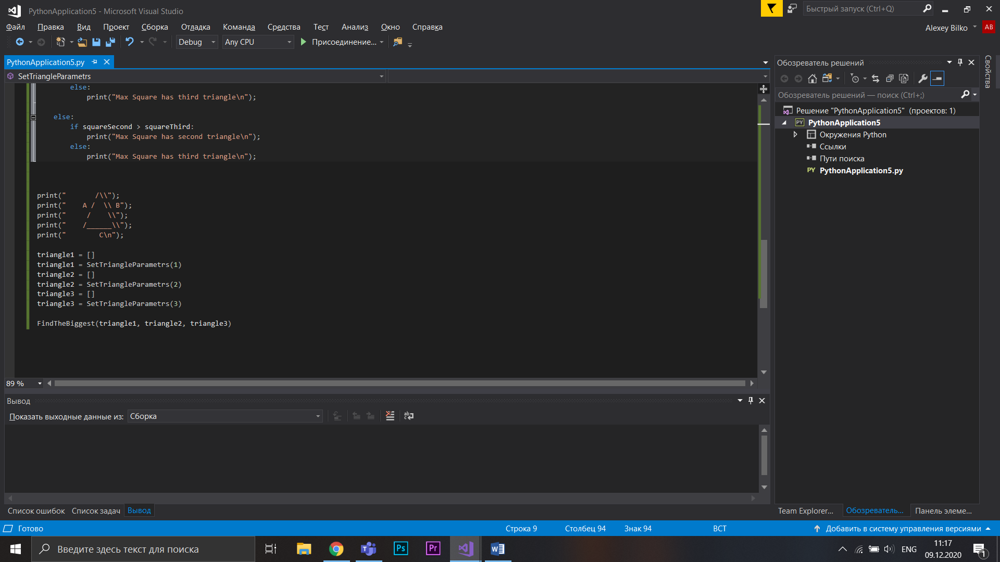 PythonApplication5 - Microsoft Visual Studio
Быстрый запуск (Ctrl+Q)
Файл Правка Вид Проект Сборка Отладка Команда Средства Тест Анализ Окно Справка
Alexey Bilko AB
Debug Any CPU Присоединение...
PythonApplication5.py
SetTriangleParametrs
        else:
            print("Max Square has third triangle\n");
    else:
        if squareSecond > squareThird:
            print("Max Square has second triangle\n");
        else:
            print("Max Square has third triangle\n");
print("       /\\");
print("    A /  \\ B");
print("     /    \\");
print("    /______\\");
print("        C\n");
triangle1 = []
triangle1 = SetTriangleParametrs(1)
triangle2 = []
triangle2 = SetTriangleParametrs(2)
triangle3 = []
triangle3 = SetTriangleParametrs(3)
FindTheBiggest(triangle1, triangle2, triangle3)
89 %
Вывод
Показать выходные данные из: Сборка
Список ошибок Список задач Вывод
Обозреватель решений
Обозреватель решений — поиск (Ctrl+;)
Решение "PythonApplication5" (проектов: 1)
PY PythonApplication5
Окружения Python
Ссылки
Пути поиска
PY PythonApplication5.py
Team Explorer... Обозреватель... Панель элеме...
Свойства
Готово Строка 9 Столбец 94 Знак 94 ВСТ Добавить в систему управления версиями
Введите здесь текст для поиска
Ps Pr
ENG
11:17
09.12.2020
1